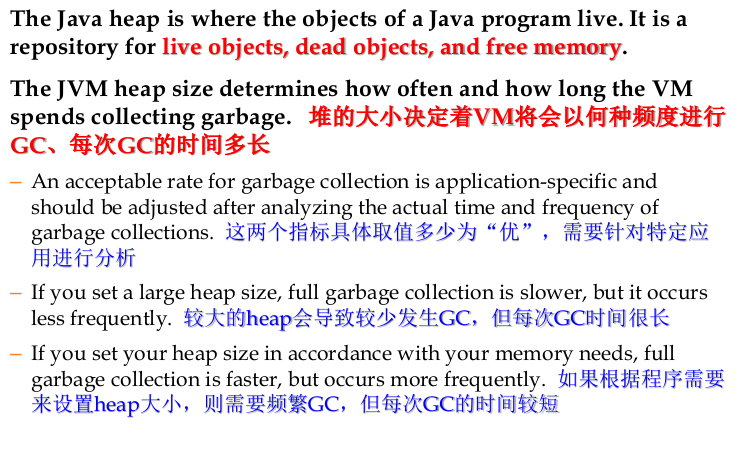 The Java heap is where the objects of a Java program live. It is a
repository for live objects, dead objects, and free memory.
The JVM heap size determines how often and how long the VM
spends collecting garbage. 堆的大小决定着VM将会以何种频度进行
GC、每次GC的时间多长
– An acceptable rate for garbage collection is application-specific and
should be adjusted after analyzing the actual time and frequency of
garbage collections. 这两个指标具体取值多少为“优”，需要针对特定应
用进行分析
– If you set a large heap size, full garbage collection is slower, but it occurs
less frequently. 较大的heap会导致较少发生GC，但每次GC时间很长
– If you set your heap size in accordance with your memory needs, full
garbage collection is faster, but occurs more frequently. 如果根据程序需要
来设置heap大小，则需要频繁GC，但每次GC的时间较短